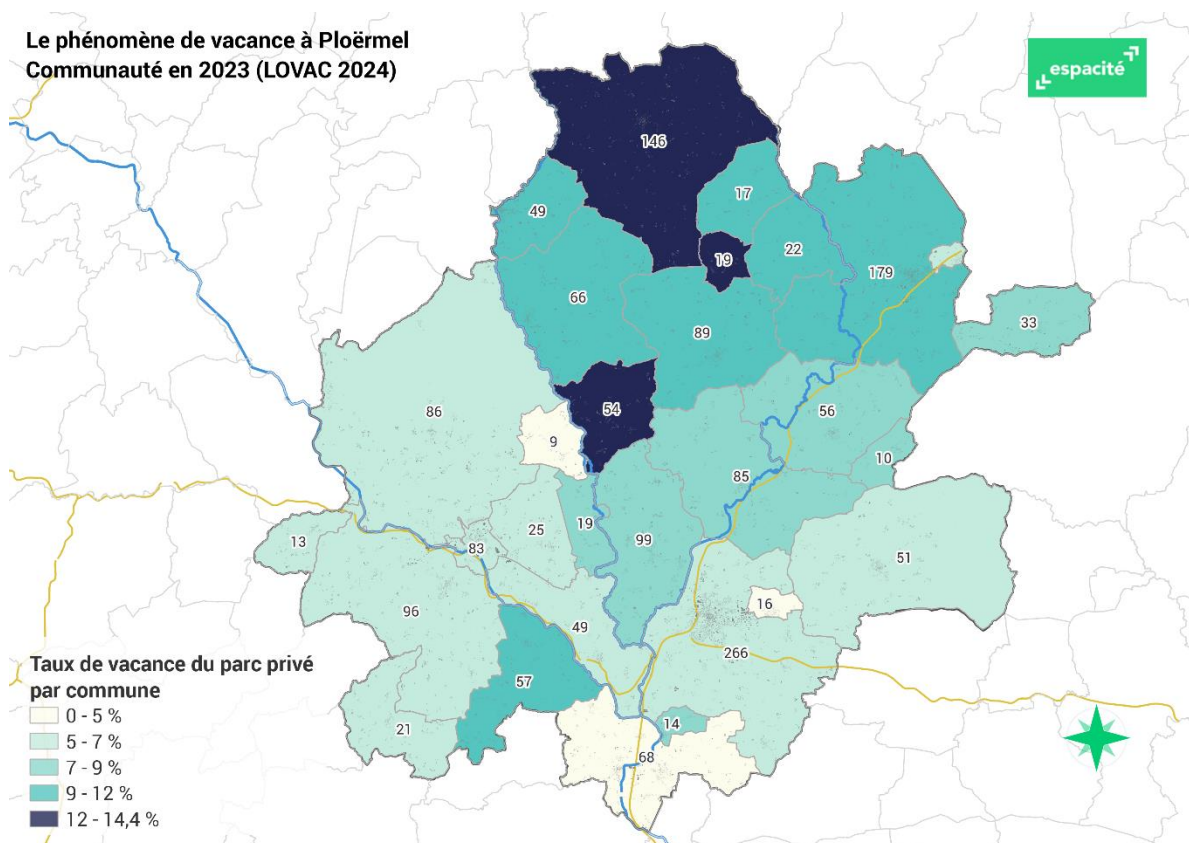 Le phénomène de vacance à Ploërmel
Communauté en 2023 (LOVAC 2024)
espacité
146
49
17
19
22
179
66
89
33
86
54
9
56
10
85
25
19
99
13
83
51
96
16
49
266
57
21
14
68
Taux de vacance du parc privé
par commune
0 - 5 %
5 - 7 %
7 - 9 %
9 - 12 %
12 - 14,4 %